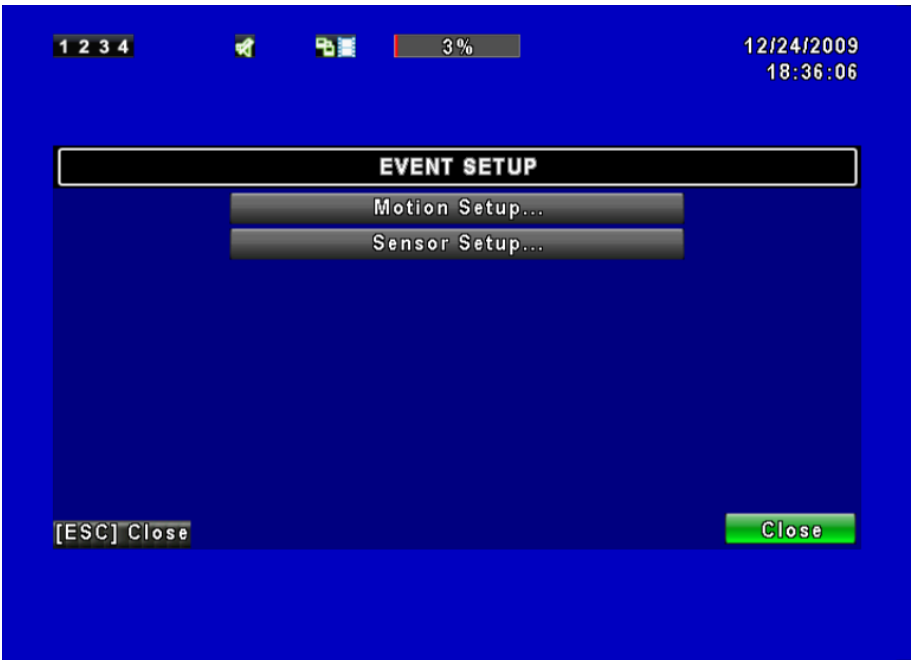 1 2 3 4 3% 12/24/2009
18:36:06
EVENT SETUP
Motion Setup...
Sensor Setup...
[ESC] Close Close